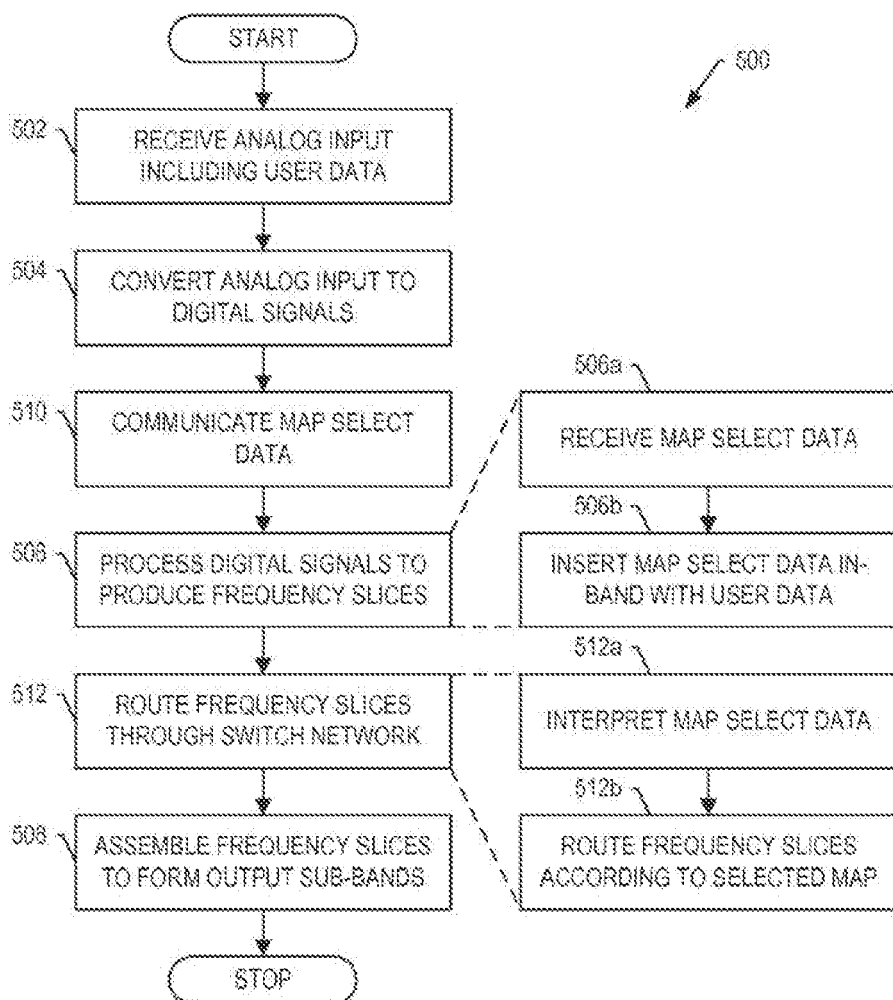 START
500
502
RECEIVE ANALOG INPUT
INCLUDING USER DATA
504
CONVERT ANALOG INPUT TO
DIGITAL SIGNALS
510
COMMUNICATE MAP SELECT
DATA
506
PROCESS DIGITAL SIGNALS TO
PRODUCE FREQUENCY SLICES
506a
RECEIVE MAP SELECT DATA
506b
INSERT MAP SELECT DATA IN-
BAND WITH USER DATA
512
ROUTE FREQUENCY SLICES
THROUGH SWITCH NETWORK
512a
INTERPRET MAP SELECT DATA
512b
ROUTE FREQUENCY SLICES
ACCORDING TO SELECTED MAP
508
ASSEMBLE FREQUENCY SLICES
TO FORM OUTPUT SUB-BANDS
STOP